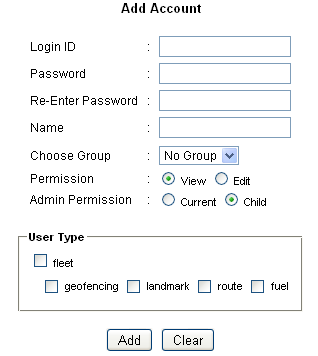 Add Account
Login ID :
Password :
Re-Enter Password :
Name :
Choose Group : No Group
Permission : View Edit
Admin Permission : Current Child
User Type
fleet
geofencing landmark route fuel
Add Clear